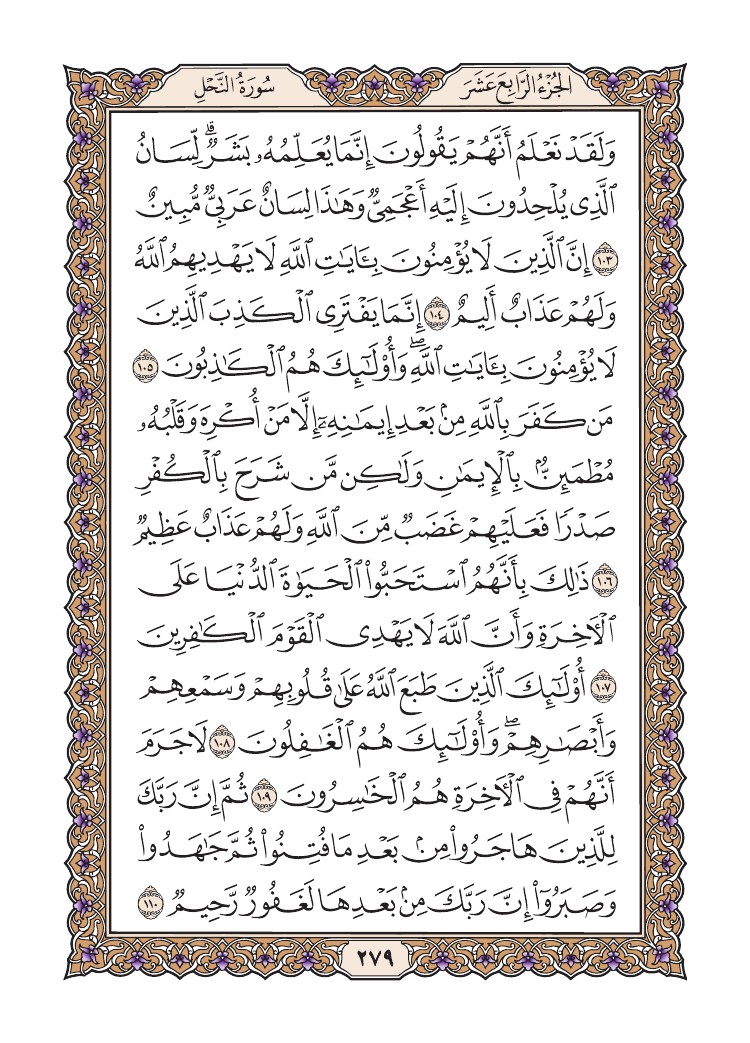 الجُزْءُ الرَّابِعَ عَشَرَ
سُورَةُ النَّحْلِ
وَلَقَدْ نَعْلَمُ أَنَّهُمْ يَقُولُونَ إِنَّمَا يُعَلِّمُهُۥ بَشَرٌۗ لِّسَانُ
ٱلَّذِى يُلْحِدُونَ إِلَيْهِ أَعْجَمِىٌّ وَهَٰذَا لِسَانٌ عَرَبِىٌّ مُّبِينٌ
١٠٣ إِنَّ ٱلَّذِينَ لَا يُؤْمِنُونَ بِـَٔايَٰتِ ٱللَّهِ لَا يَهْدِيهِمُ ٱللَّهُ
وَلَهُمْ عَذَابٌ أَلِيمٌ ١٠٤ إِنَّمَا يَفْتَرِى ٱلْكَذِبَ ٱلَّذِينَ
لَا يُؤْمِنُونَ بِـَٔايَٰتِ ٱللَّهِۖ وَأُو۟لَٰٓئِكَ هُمُ ٱلْكَٰذِبُونَ ١٠٥
مَن كَفَرَ بِٱللَّهِ مِنۢ بَعْدِ إِيمَٰنِهِۦٓ إِلَّا مَنْ أُكْرِهَ وَقَلْبُهُۥ
مُطْمَئِنٌّۢ بِٱلْإِيمَٰنِ وَلَٰكِن مَّن شَرَحَ بِٱلْكُفْرِ
صَدْرًا فَعَلَيْهِمْ غَضَبٌ مِّنَ ٱللَّهِ وَلَهُمْ عَذَابٌ عَظِيمٌ
١٠٦ ذَٰلِكَ بِأَنَّهُمُ ٱسْتَحَبُّوا۟ ٱلْحَيَوٰةَ ٱلدُّنْيَا عَلَى
ٱلْءَاخِرَةِ وَأَنَّ ٱللَّهَ لَا يَهْدِى ٱلْقَوْمَ ٱلْكَٰفِرِينَ
١٠٧ أُو۟لَٰٓئِكَ ٱلَّذِينَ طَبَعَ ٱللَّهُ عَلَىٰ قُلُوبِهِمْ وَسَمْعِهِمْ
وَأَبْصَٰرِهِمْۖ وَأُو۟لَٰٓئِكَ هُمُ ٱلْغَٰفِلُونَ ١٠٨ لَا جَرَمَ
أَنَّهُمْ فِى ٱلْءَاخِرَةِ هُمُ ٱلْخَٰسِرُونَ ١٠٩ ثُمَّ إِنَّ رَبَّكَ
لِلَّذِينَ هَاجَرُوا۟ مِنۢ بَعْدِ مَا فُتِنُوا۟ ثُمَّ جَٰهَدُوا۟
وَصَبَرُوٓا۟ إِنَّ رَبَّكَ مِنۢ بَعْدِهَا لَغَفُورٌ رَّحِيمٌ ١١٠
٢٧٩